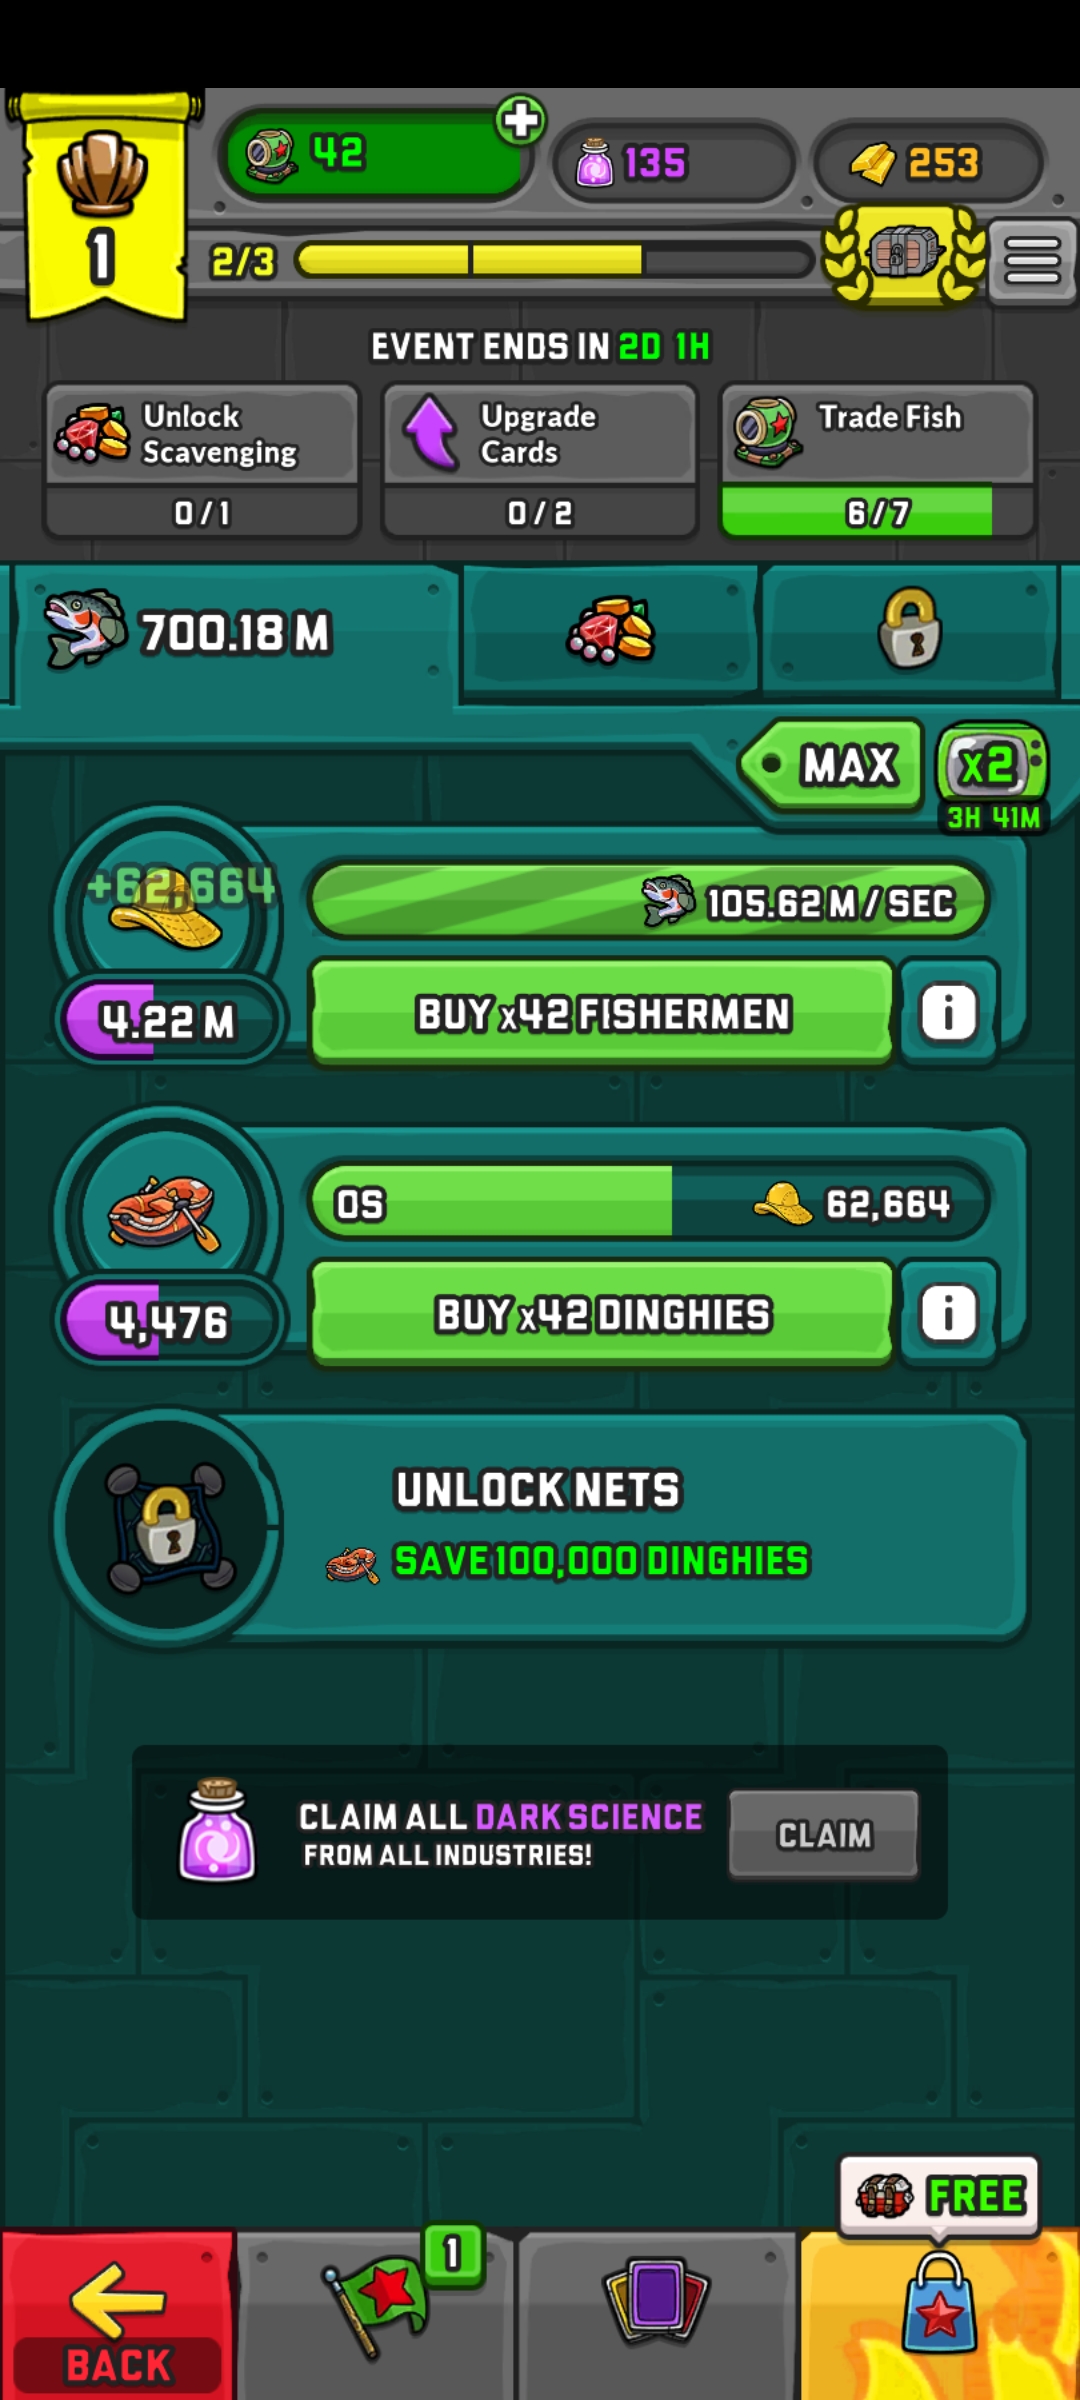 42
135
253
1
2/3
EVENT ENDS IN 2D 1H
Unlock
Scavenging
0/1
Upgrade
Cards
0/2
Trade Fish
6/7
700.18 M
MAX
x2
3H 41M
+62,664
105.62 M / SEC
4.22 M
BUY x42 FISHERMEN
i
0S
62,664
4,476
BUY x42 DINGHIES
i
UNLOCK NETS
SAVE 100,000 DINGHIES
CLAIM ALL DARK SCIENCE
FROM ALL INDUSTRIES!
CLAIM
FREE
1
BACK